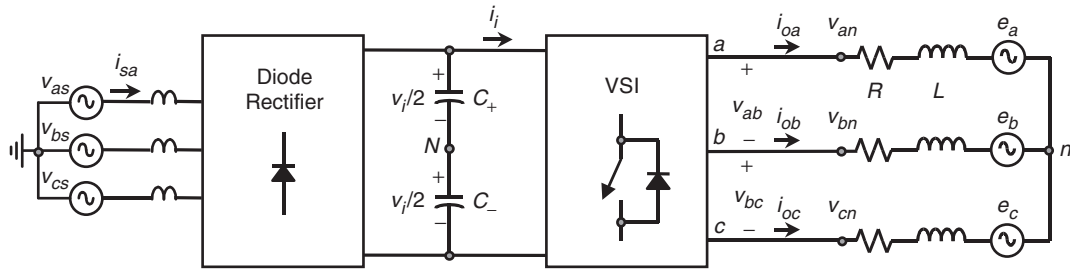 v_as
i_sa
v_bs
v_cs
Diode
Rectifier
i_i
+
v_i/2
C_+
−
N
+
v_i/2
C_−
−
VSI
a
i_oa
v_an
e_a
+
R
L
v_ab
b
−
i_ob
v_bn
e_b
n
+
v_bc
c
−
i_oc
v_cn
e_c